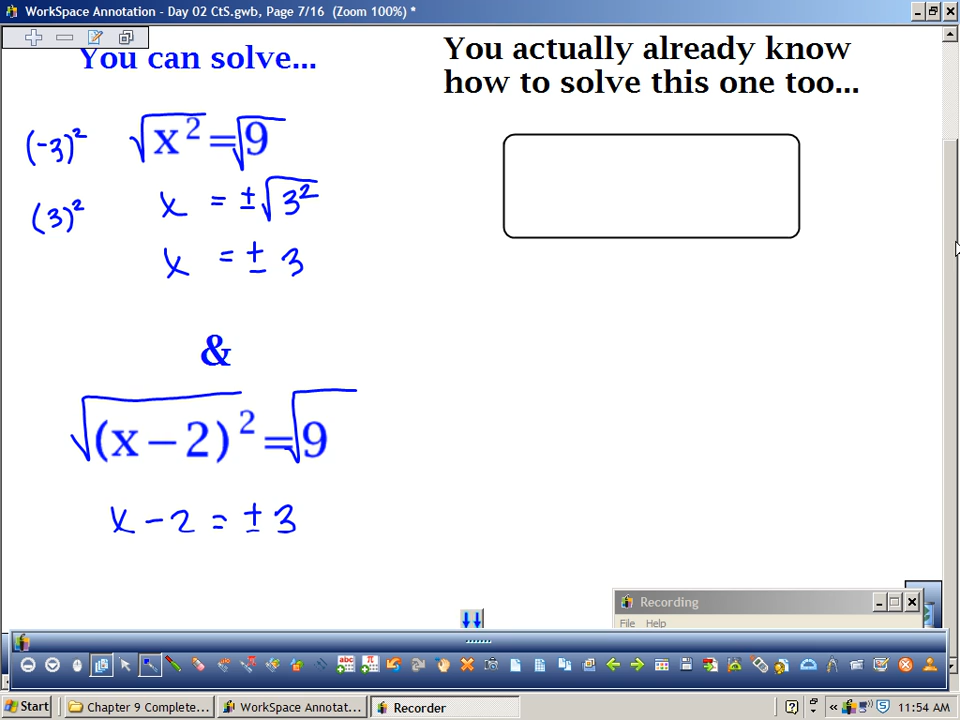 WorkSpace Annotation - Day 02 CtS.gwb, Page 7/16 (Zoom 100%) *
You can solve...
(-3)²
√x² = √9
(3)²
x = ±√3²
x = ± 3
&
√(x – 2)² = √9
x - 2 = ± 3
You actually already know
how to solve this one too...
Recording
File Help
abc
π
Start
Chapter 9 Complete...
WorkSpace Annotat...
Recorder
11:54 AM